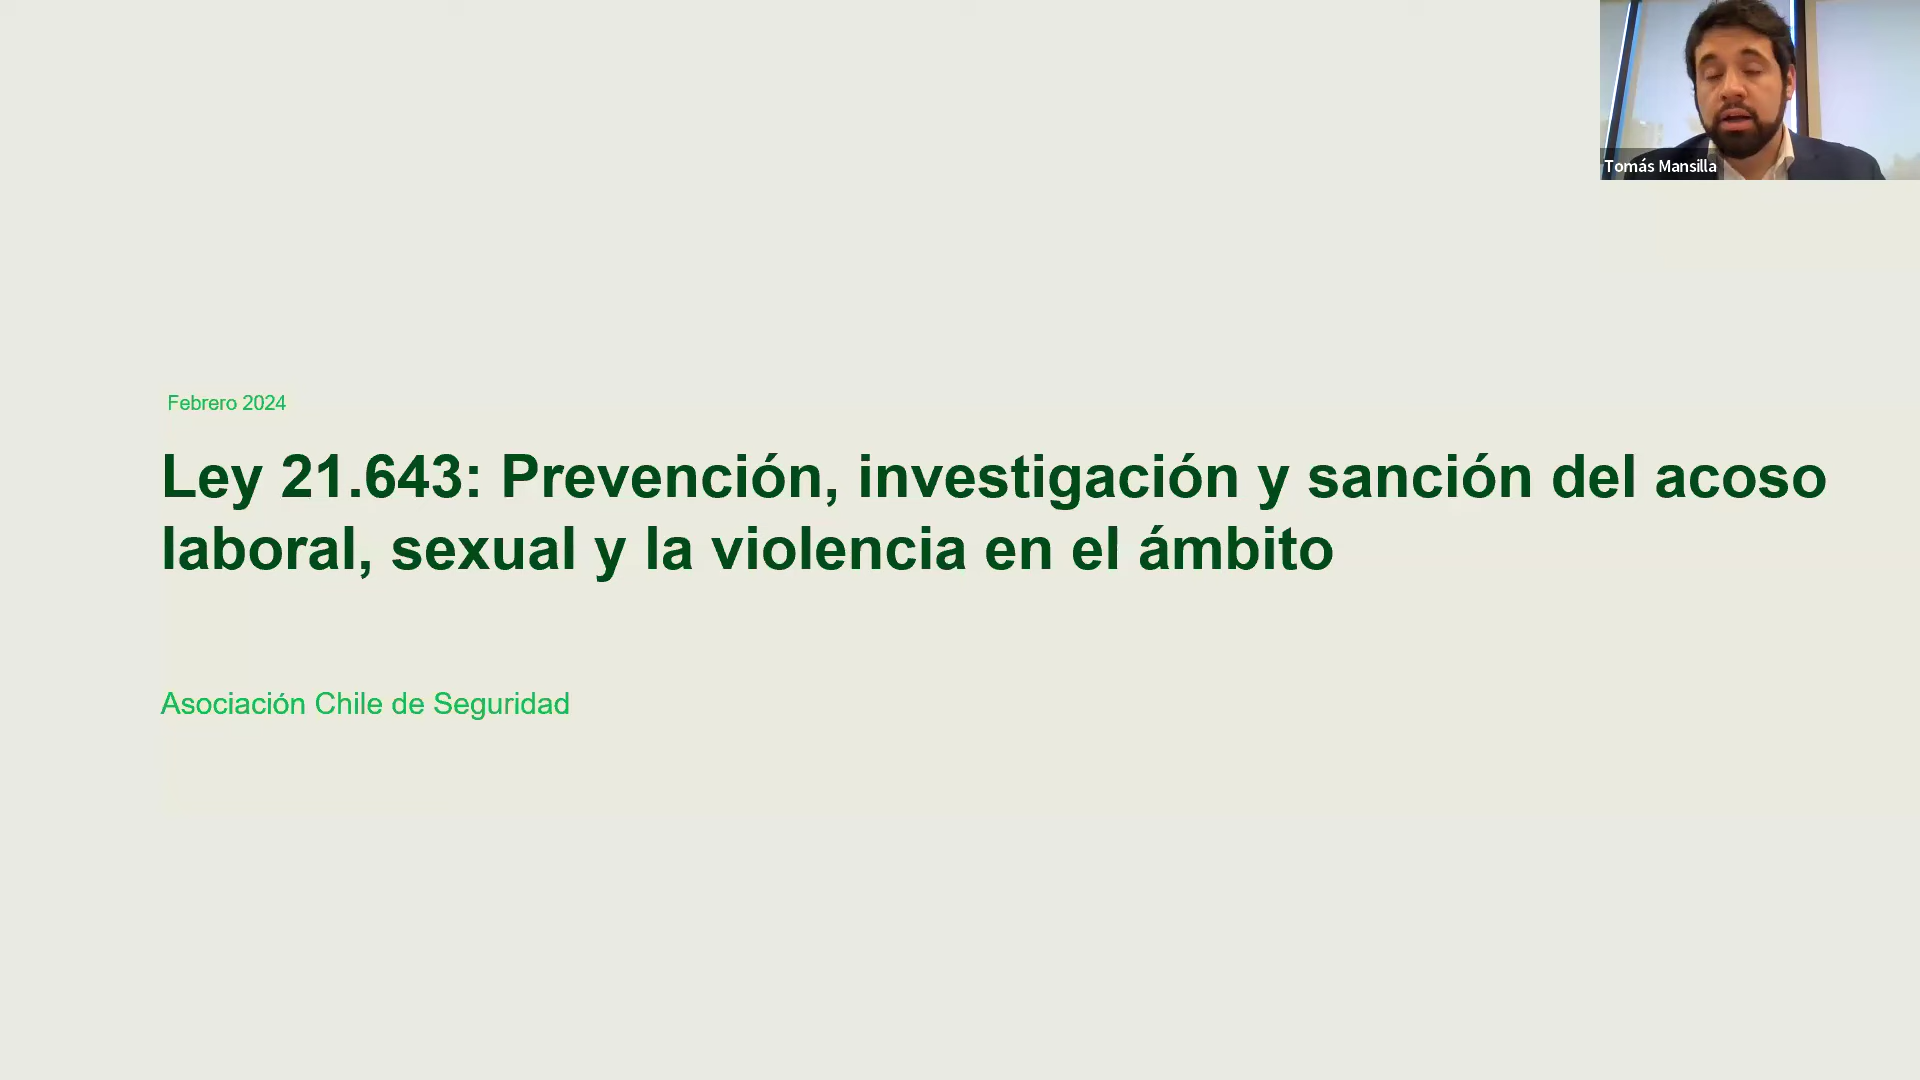 Tomás Mansilla
Febrero 2024
Ley 21.643: Prevención, investigación y sanción del acoso
laboral, sexual y la violencia en el ámbito
Asociación Chile de Seguridad